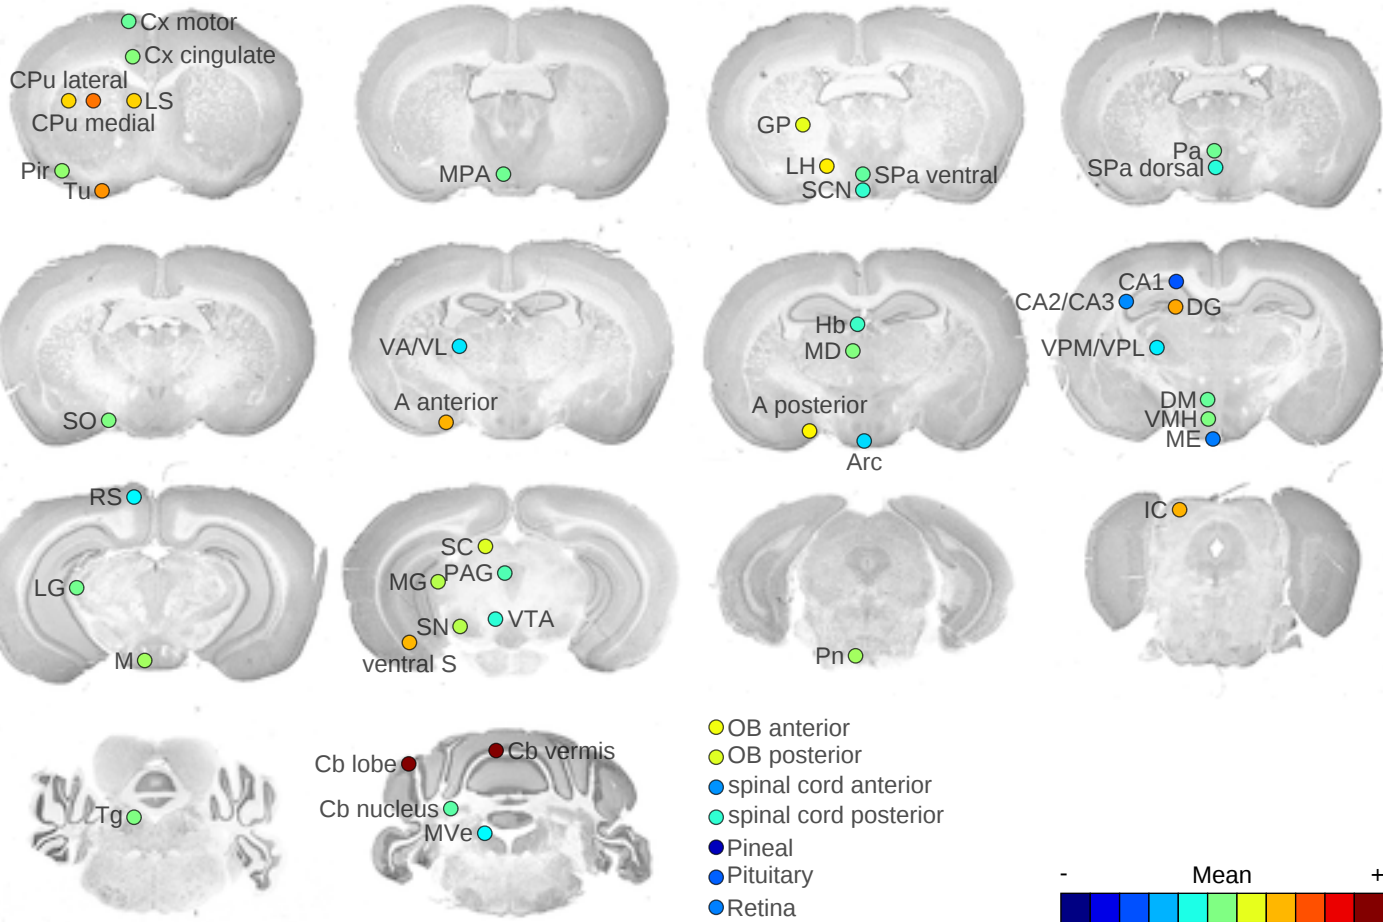 Cx motor
Cx cingulate
CPu lateral
LS
CPu medial
Pir
Tu
MPA
GP
LH
SPa ventral
SCN
Pa
SPa dorsal
SO
VA/VL
A anterior
Hb
MD
A posterior
Arc
CA1
CA2/CA3
DG
VPM/VPL
DM
VMH
ME
RS
LG
M
SC
PAG
MG
VTA
SN
ventral S
Pn
IC
Tg
Cb lobe
Cb vermis
Cb nucleus
MVe
OB anterior
OB posterior
spinal cord anterior
spinal cord posterior
Pineal
Pituitary
Retina
- Mean +